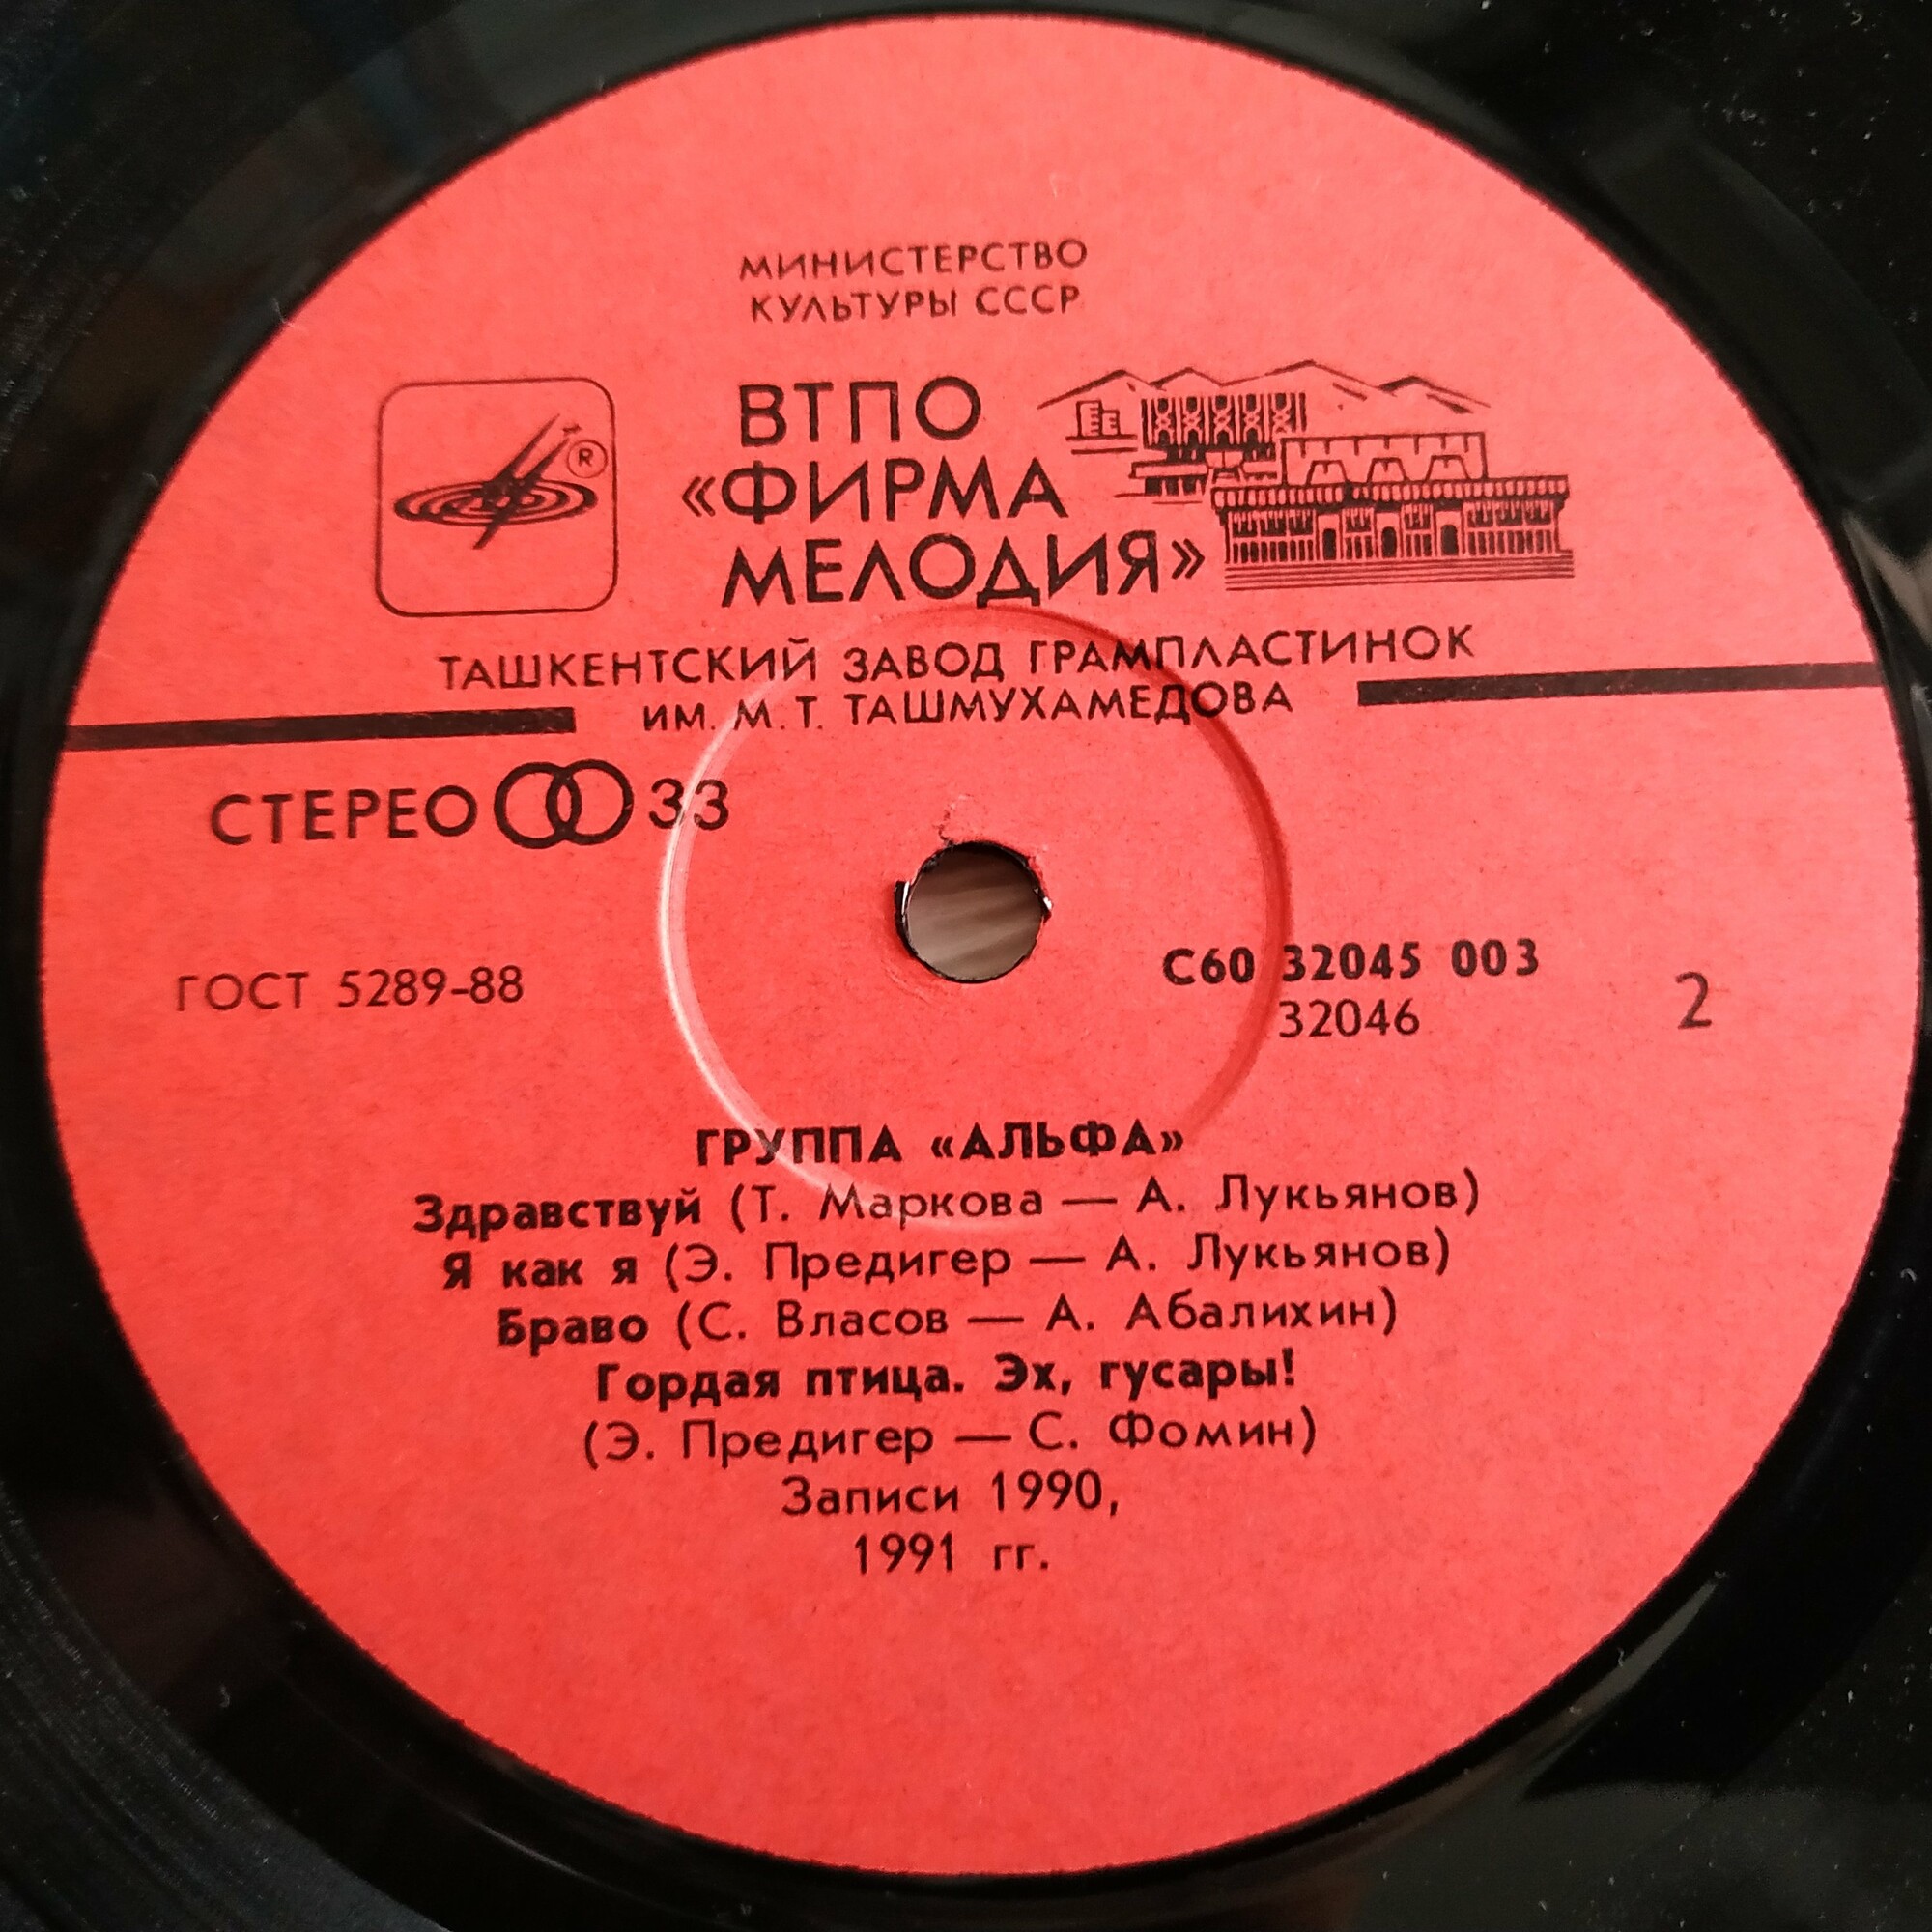 МИНИСТЕРСТВО
КУЛЬТУРЫ СССР
ВТПО
«ФИРМА
МЕЛОДИЯ»
R
ТАШКЕНТСКИЙ ЗАВОД ГРАМПЛАСТИНОК
ИМ. М. Т. ТАШМУХАМЕДОВА
СТЕРЕО 33
ГОСТ 5289-88
С60 32045 003
32046
2
ГРУППА «АЛЬФА»
Здравствуй (Т. Маркова — А. Лукьянов)
Я как я (Э. Предигер — А. Лукьянов)
Браво (С. Власов — А. Абалихин)
Гордая птица. Эх, гусары!
(Э. Предигер — С. Фомин)
Записи 1990,
1991 гг.